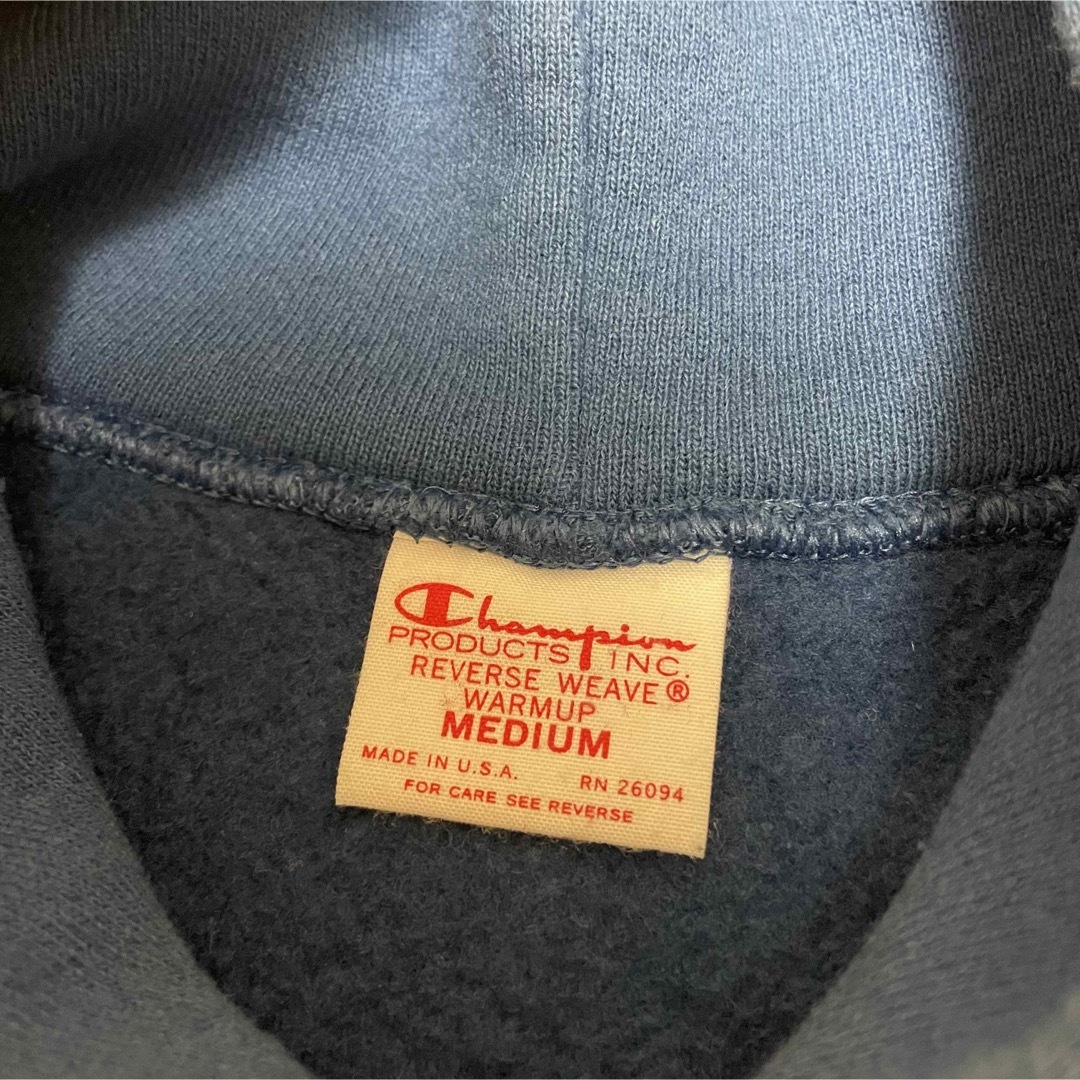 Champion
PRODUCTS INC.
REVERSE WEAVE®
WARMUP
MEDIUM
MADE IN U.S.A. RN 26094
FOR CARE SEE REVERSE